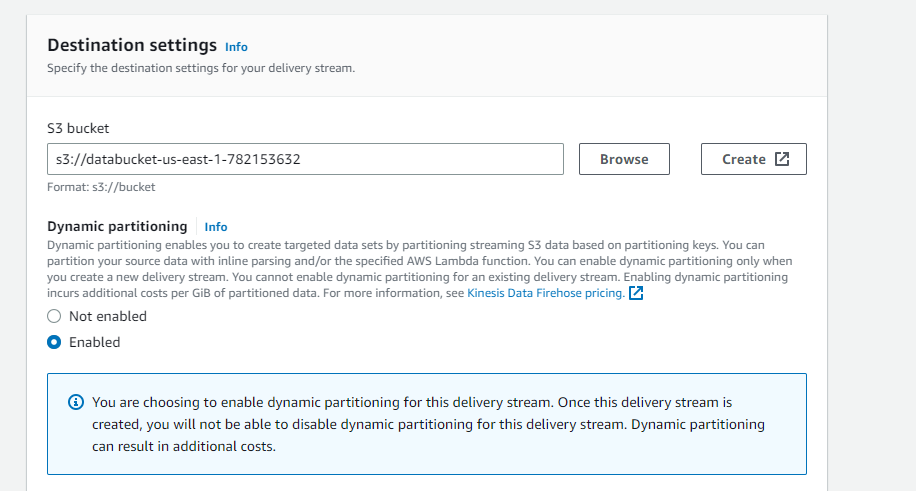 Destination settings Info
Specify the destination settings for your delivery stream.
S3 bucket
s3://databucket-us-east-1-782153632 Browse Create
Format: s3://bucket
Dynamic partitioning Info
Dynamic partitioning enables you to create targeted data sets by partitioning streaming S3 data based on partitioning keys. You can
partition your source data with inline parsing and/or the specified AWS Lambda function. You can enable dynamic partitioning only when
you create a new delivery stream. You cannot enable dynamic partitioning for an existing delivery stream. Enabling dynamic partitioning
incurs additional costs per GiB of partitioned data. For more information, see Kinesis Data Firehose pricing.
Not enabled
Enabled
You are choosing to enable dynamic partitioning for this delivery stream. Once this delivery stream is
created, you will not be able to disable dynamic partitioning for this delivery stream. Dynamic partitioning
can result in additional costs.